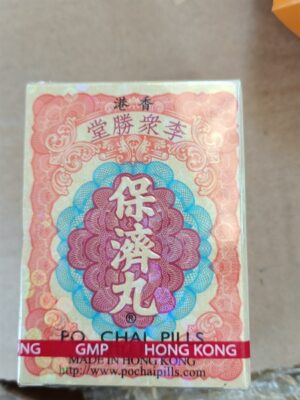 港香
堂勝眾李
保濟丸®
PO CHAI PILLS
NG GMP HONG KONG
MADE IN HONG KONG
http://www.pochaipills.com